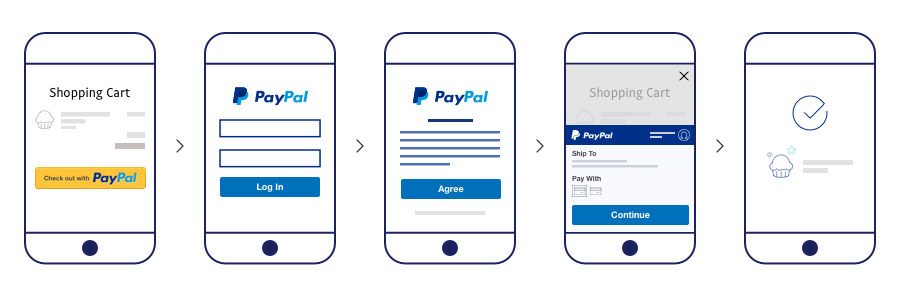 Shopping Cart
Check out with PayPal
PayPal
Log In
PayPal
Agree
Shopping Cart
PayPal
Ship To
Pay With
Continue